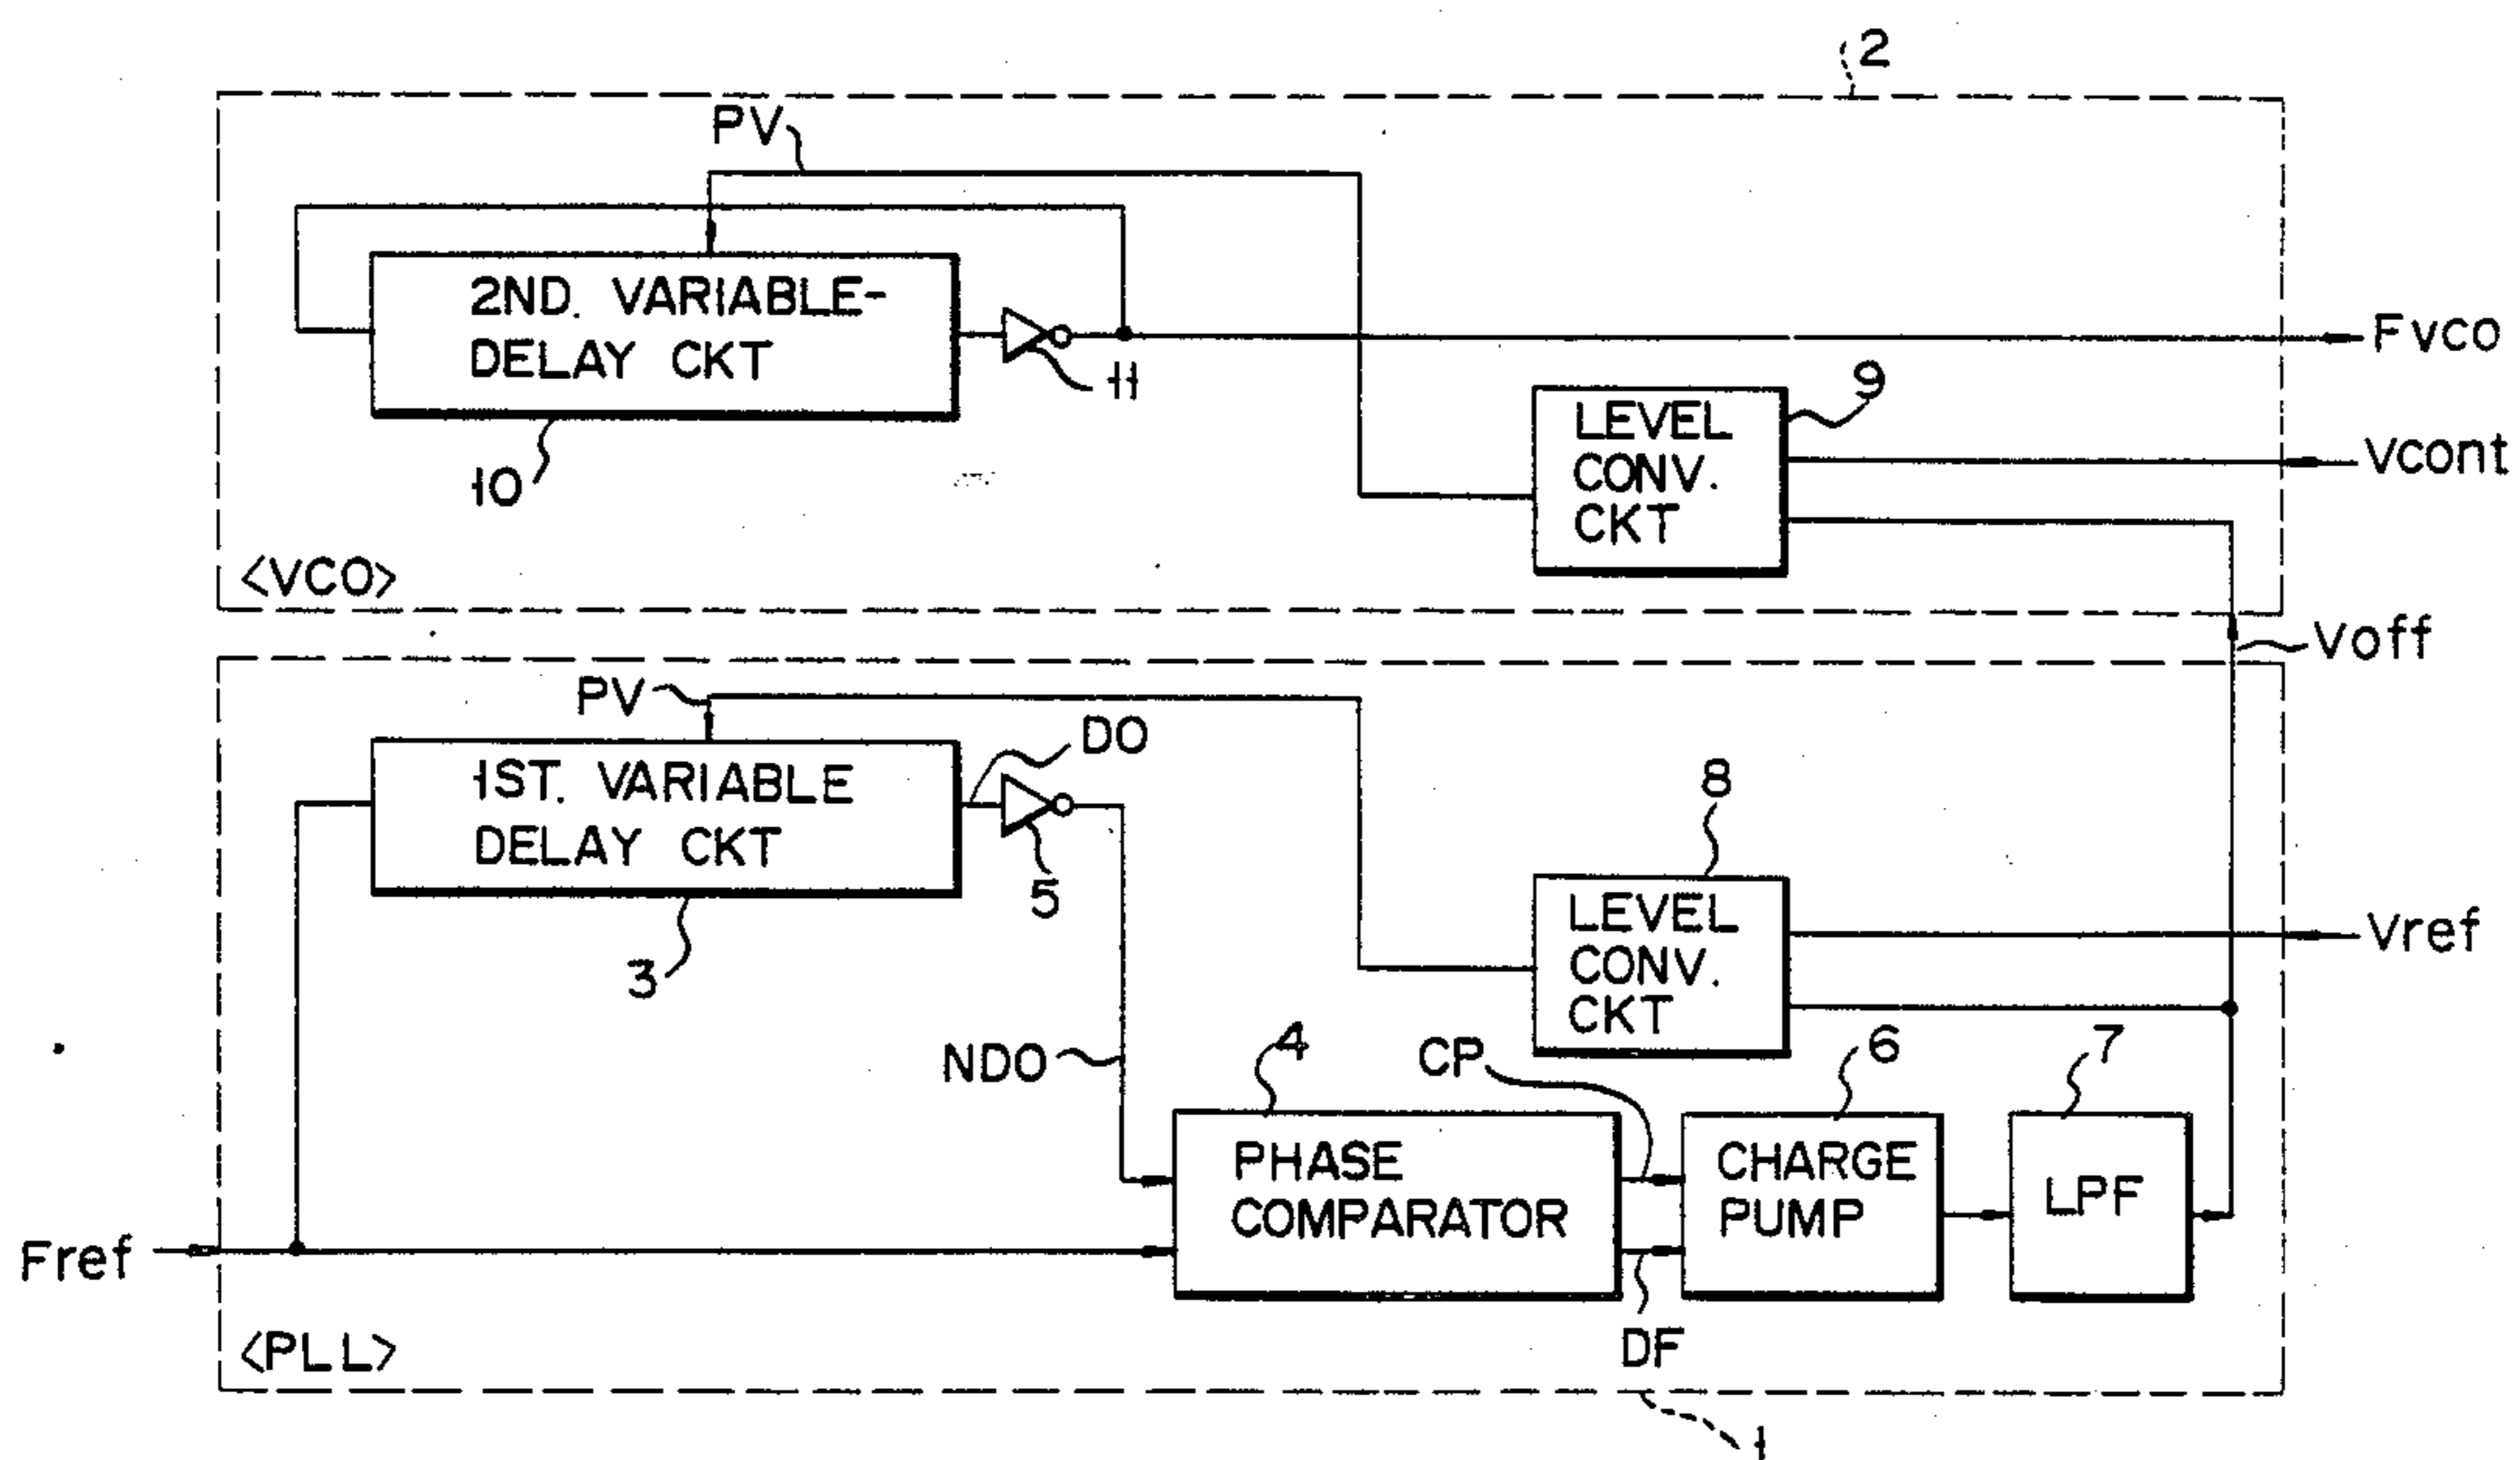 2
PV
2ND. VARIABLE-
DELAY CKT
11
10
Fvco
9
LEVEL
CONV.
CKT
Vcont
<VCO>
Voff
PV
DO
1ST. VARIABLE
DELAY CKT
5
3
8
LEVEL
CONV.
CKT
Vref
NDO
4
CP
6
7
PHASE
COMPARATOR
CHARGE
PUMP
LPF
Fref
DF
<PLL>
1